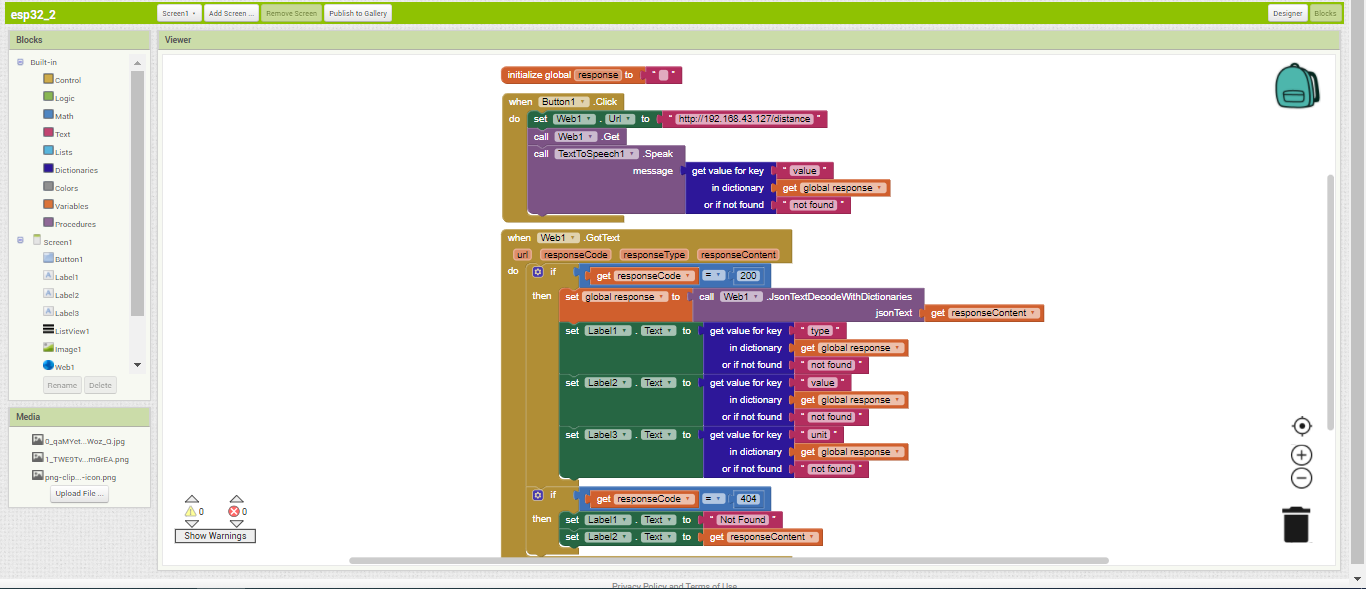 esp32_2
Screen1
Add Screen ...
Remove Screen
Publish to Gallery
Designer
Blocks
Blocks
Viewer
Built-in
Control
Logic
Math
Text
Lists
Dictionaries
Colors
Variables
Procedures
Screen1
Button1
Label1
Label2
Label3
ListView1
Image1
Web1
Rename
Delete
Media
0_qaMYet...Woz_Q.jpg
1_TWE9Tv...mGrEA.png
png-clip...-icon.png
Upload File ...
initialize global response to " "
when Button1 .Click
do set Web1 . Url to " http://192.168.43.127/distance "
call Web1 .Get
call TextToSpeech1 .Speak
message get value for key " value "
in dictionary get global response
or if not found " not found "
when Web1 .GotText
url responseCode responseType responseContent
do if get responseCode = 200
then set global response to call Web1 .JsonTextDecodeWithDictionaries
jsonText get responseContent
set Label1 . Text to get value for key " type "
in dictionary get global response
or if not found " not found "
set Label2 . Text to get value for key " value "
in dictionary get global response
or if not found " not found "
set Label3 . Text to get value for key " unit "
in dictionary get global response
or if not found " not found "
if get responseCode = 404
then set Label1 . Text to " Not Found "
set Label2 . Text to get responseContent
0 0
Show Warnings
Privacy Policy and Terms of Use